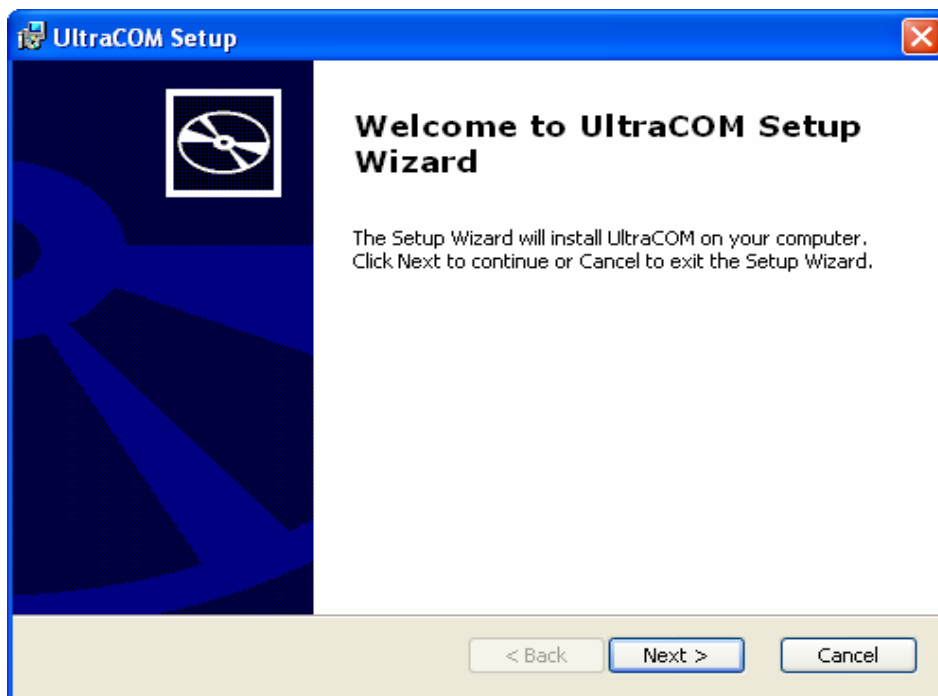 UltraCOM Setup
Welcome to UltraCOM Setup
Wizard
The Setup Wizard will install UltraCOM on your computer.
Click Next to continue or Cancel to exit the Setup Wizard.
< Back Next > Cancel